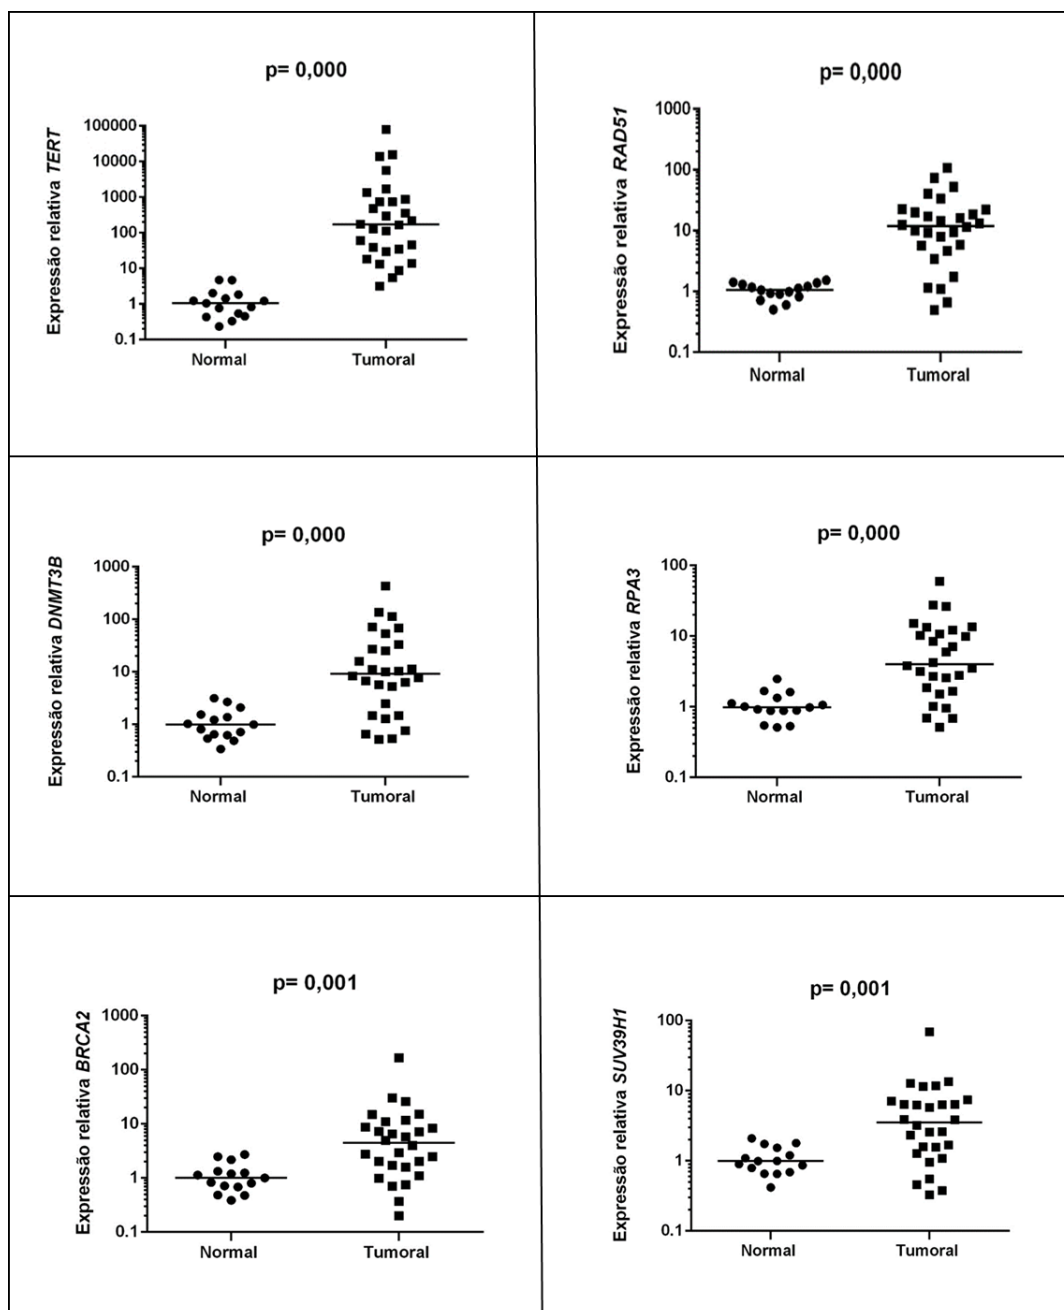 p= 0,000
Expressão relativa TERT
100000
10000
1000
100
10
1
0.1
Normal
Tumoral
p= 0,000
Expressão relativa RAD51
1000
100
10
1
0.1
Normal
Tumoral
p= 0,000
Expressão relativa DNMT3B
1000
100
10
1
0.1
Normal
Tumoral
p= 0,000
Expressão relativa RPA3
100
10
1
0.1
Normal
Tumoral
p= 0,001
Expressão relativa BRCA2
1000
100
10
1
0.1
Normal
Tumoral
p= 0,001
Expressão relativa SUV39H1
100
10
1
0.1
Normal
Tumoral